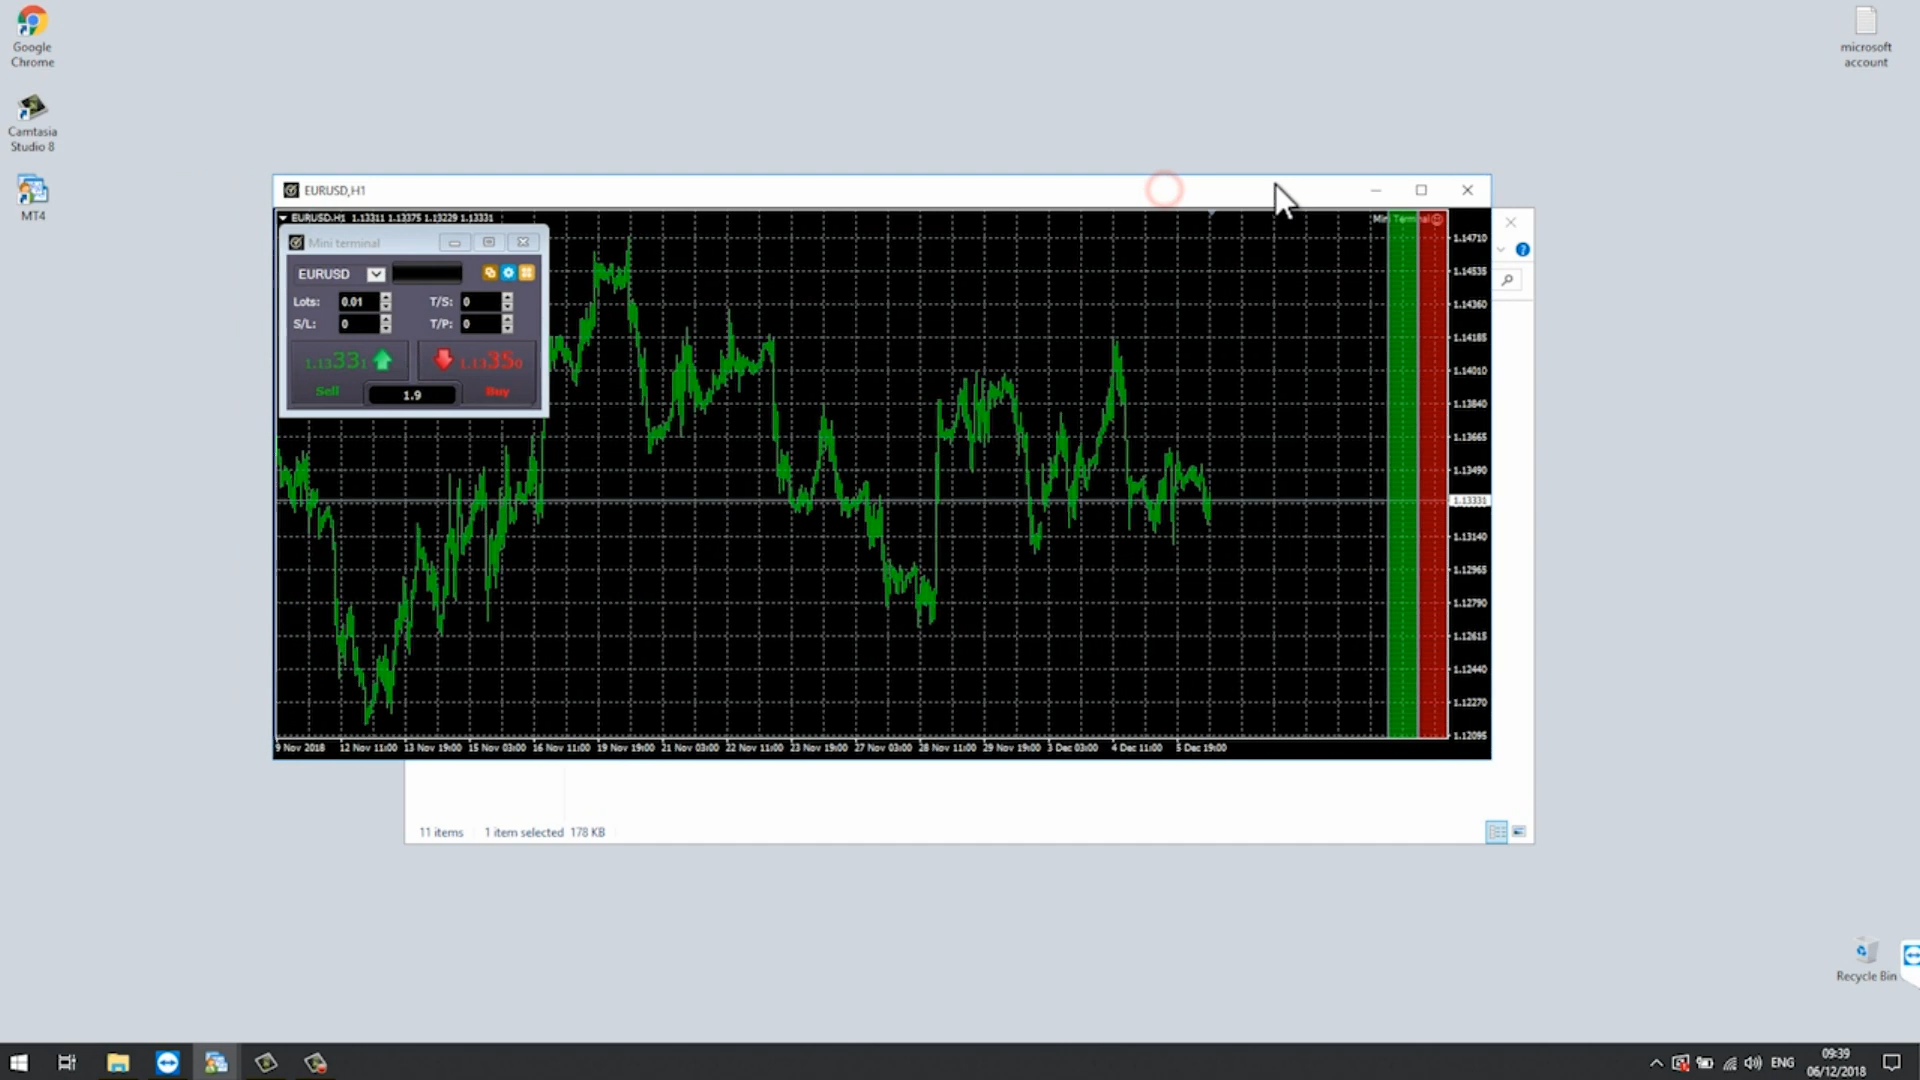 Google
Chrome
Camtasia
Studio 8
MT4
microsoft
account
EURUSD,H1
EURUSD,H1 1.13311 1.13375 1.13229 1.13331
Mini Terminal
Mini terminal
EURUSD
Lots: 0.01 T/S: 0
S/L: 0 T/P: 0
1.13331 1.13350
Sell 1.9 Buy
1.14710
1.14535
1.14360
1.14185
1.14010
1.13840
1.13665
1.13490
1.13331
1.13140
1.12965
1.12790
1.12615
1.12440
1.12270
1.12095
9 Nov 2018 12 Nov 11:00 13 Nov 19:00 15 Nov 03:00 16 Nov 11:00 19 Nov 19:00 21 Nov 03:00 22 Nov 11:00 23 Nov 19:00 27 Nov 03:00 28 Nov 11:00 29 Nov 19:00 3 Dec 03:00 4 Dec 11:00 5 Dec 19:00
11 items 1 item selected 178 KB
Recycle Bin
ENG
09:39
06/12/2018